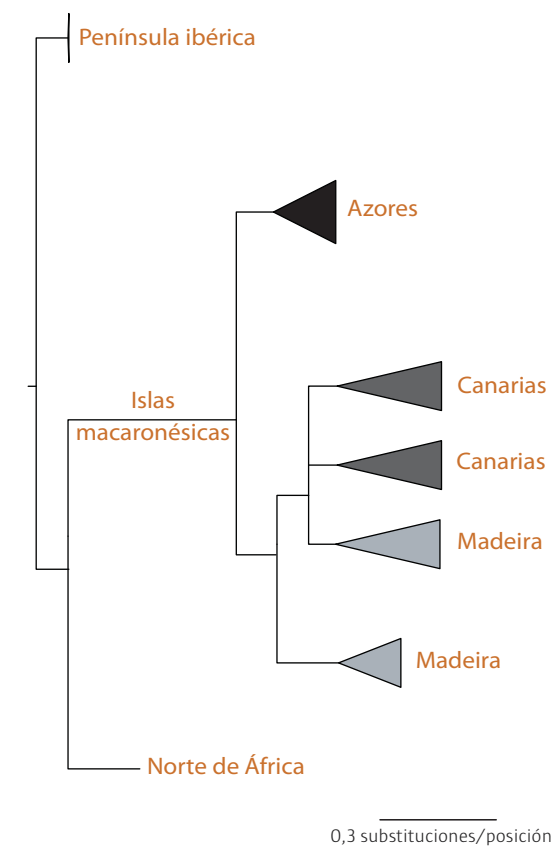 Península ibérica
Azores
Islas
macaronésicas
Canarias
Canarias
Madeira
Madeira
Norte de África
0,3 substituciones/posición